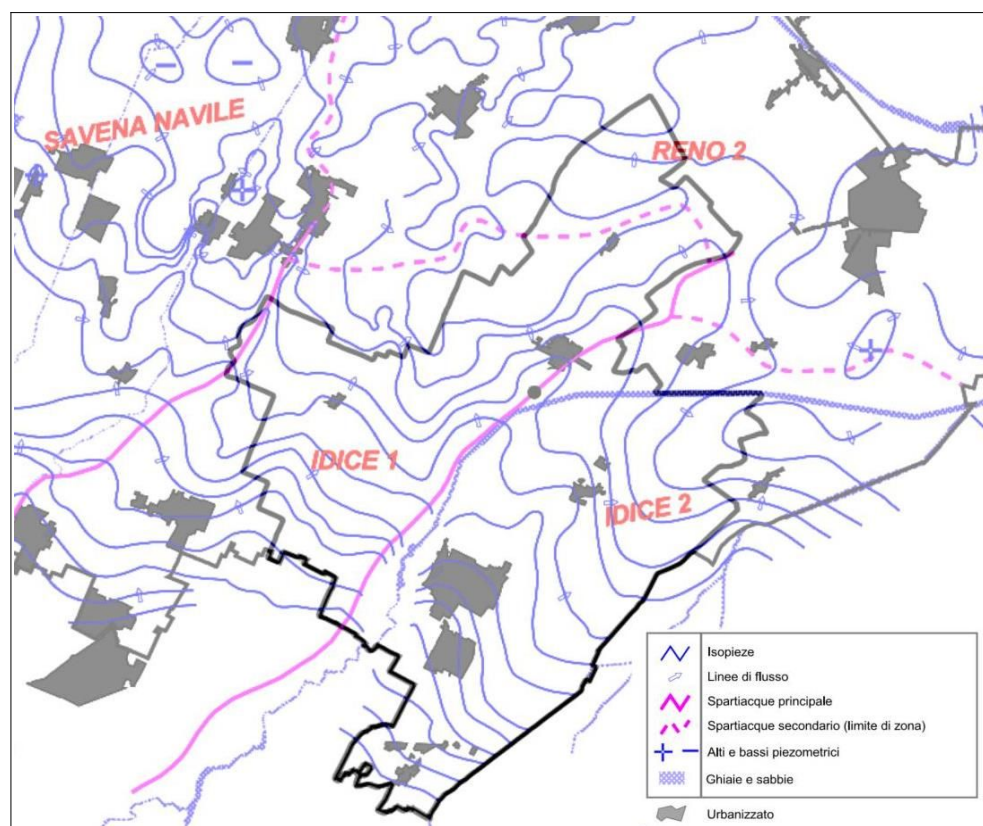 SAVENA NAVILE
RENO 2
IDICE 1
IDICE 2
Isopieze
Linee di flusso
Spartiacque principale
Spartiacque secondario (limite di zona)
Alti e bassi piezometrici
Ghiaie e sabbie
Urbanizzato